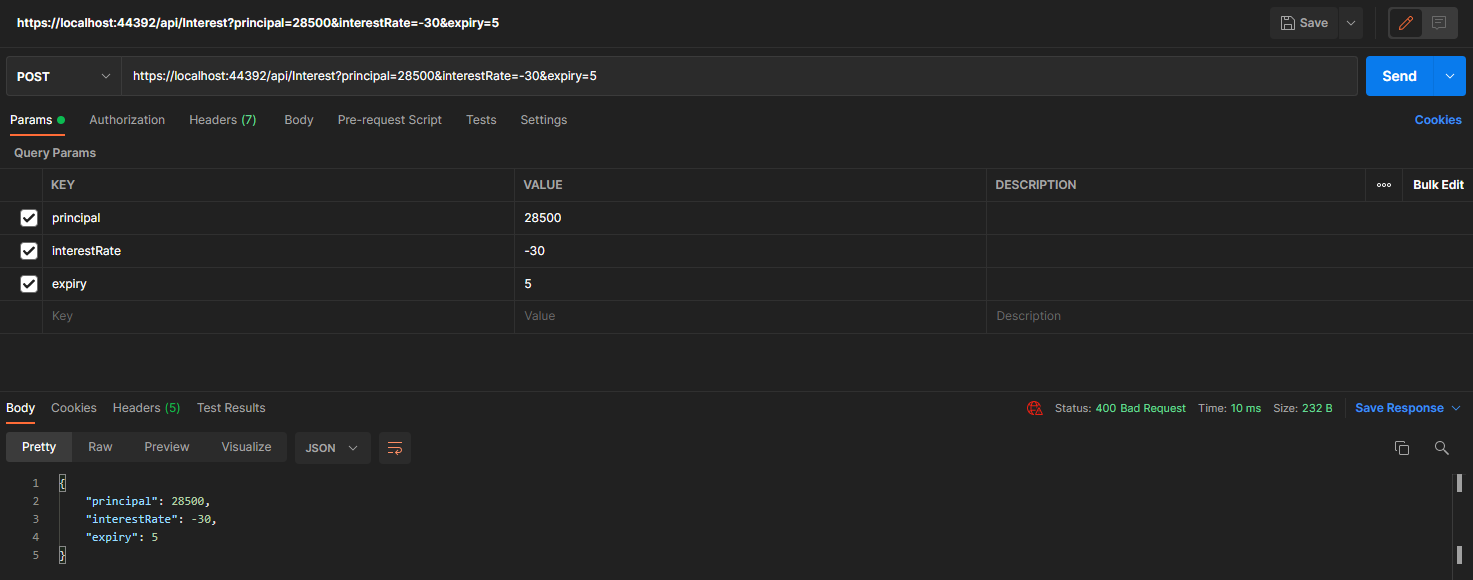 https://localhost:44392/api/Interest?principal=28500&interestRate=-30&expiry=5 Save
POST https://localhost:44392/api/Interest?principal=28500&interestRate=-30&expiry=5 Send
Params Authorization Headers (7) Body Pre-request Script Tests Settings Cookies
Query Params
KEY VALUE DESCRIPTION ooo Bulk Edit
principal 28500
interestRate -30
expiry 5
Key Value Description
Body Cookies Headers (5) Test Results Status: 400 Bad Request Time: 10 ms Size: 232 B Save Response
Pretty Raw Preview Visualize JSON
1 {
2 "principal": 28500,
3 "interestRate": -30,
4 "expiry": 5
5 }